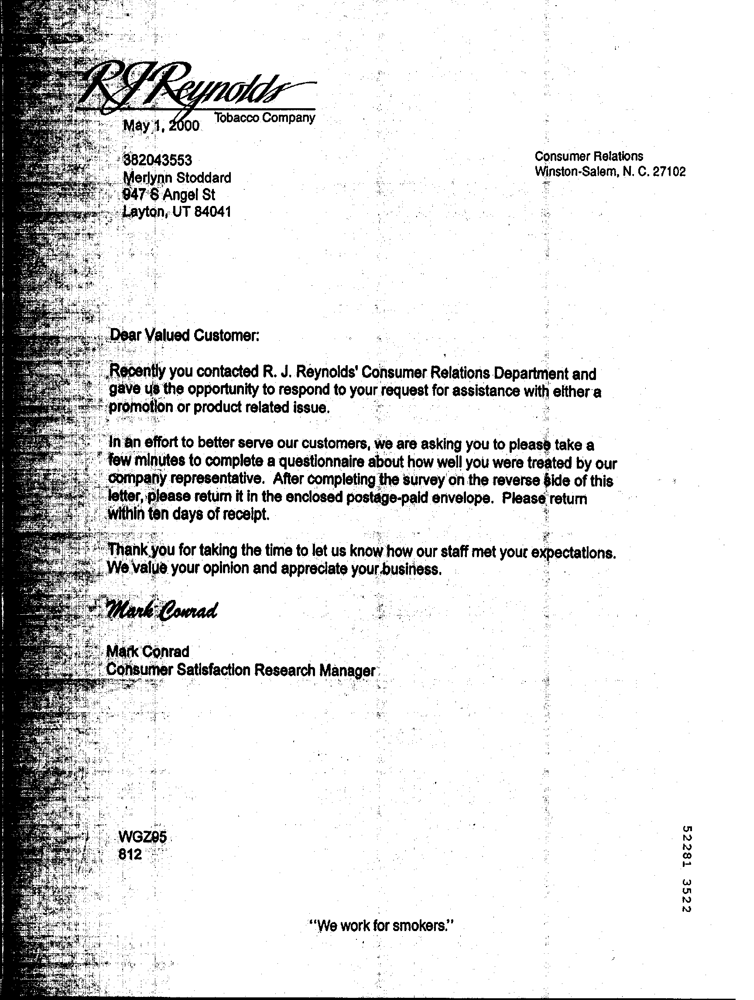 RJReynolds
Tobacco Company
May 1, 2000
382043553
Merlynn Stoddard
947 S Angel St
Layton, UT 84041
Consumer Relations
Winston-Salem, N. C. 27102
Dear Valued Customer:
Recently you contacted R. J. Reynolds' Consumer Relations Department and
gave us the opportunity to respond to your request for assistance with either a
promotion or product related issue.
In an effort to better serve our customers, we are asking you to please take a
few minutes to complete a questionnaire about how well you were treated by our
company representative.  After completing the survey on the reverse side of this
letter, please return it in the enclosed postage-paid envelope.  Please return
within ten days of receipt.
Thank you for taking the time to let us know how our staff met your expectations.
We value your opinion and appreciate your business.
Mark Conrad
Mark Conrad
Consumer Satisfaction Research Manager
WGZ95
812
52281 3522
"We work for smokers."